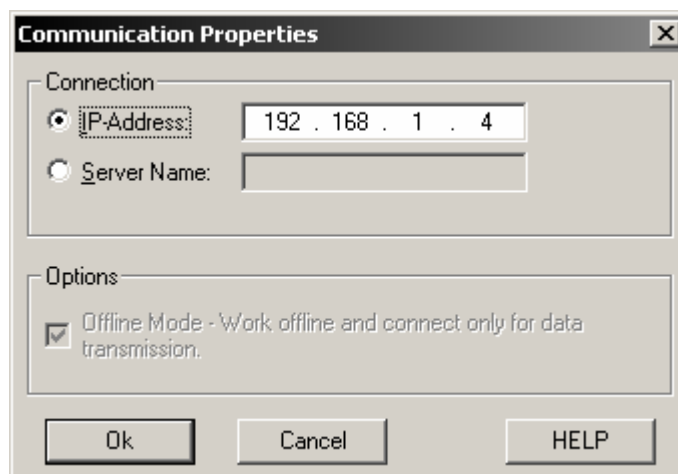 Communication Properties
Connection
IP-Address:
192 . 168 . 1 . 4
Server Name:
Options
Offline Mode - Work offline and connect only for data
transmission.
Ok
Cancel
HELP